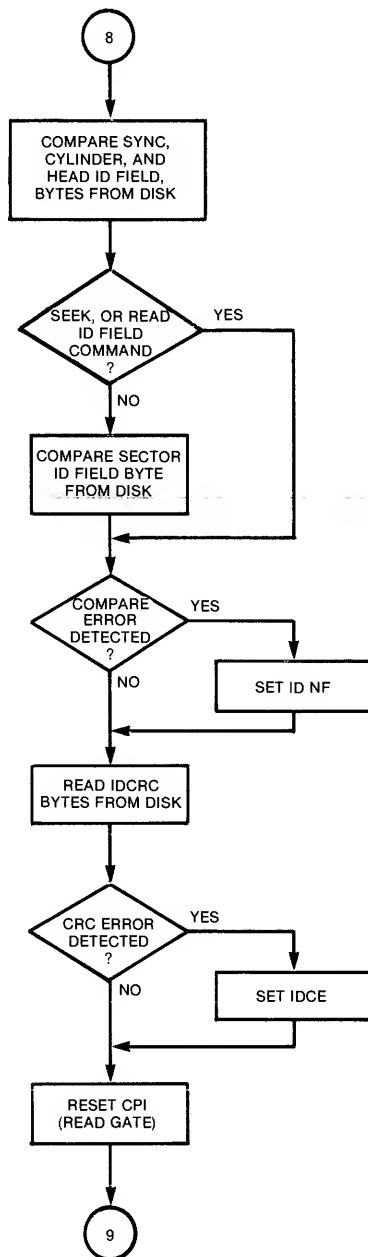 8
COMPARE SYNC,
CYLINDER, AND
HEAD ID FIELD,
BYTES FROM DISK
SEEK, OR READ
ID FIELD
COMMAND
?
YES
NO
COMPARE SECTOR
ID FIELD BYTE
FROM DISK
COMPARE
ERROR
DETECTED
?
YES
NO
SET ID NF
READ IDCRC
BYTES FROM DISK
CRC ERROR
DETECTED
?
YES
NO
SET IDCE
RESET CPI
(READ GATE)
9